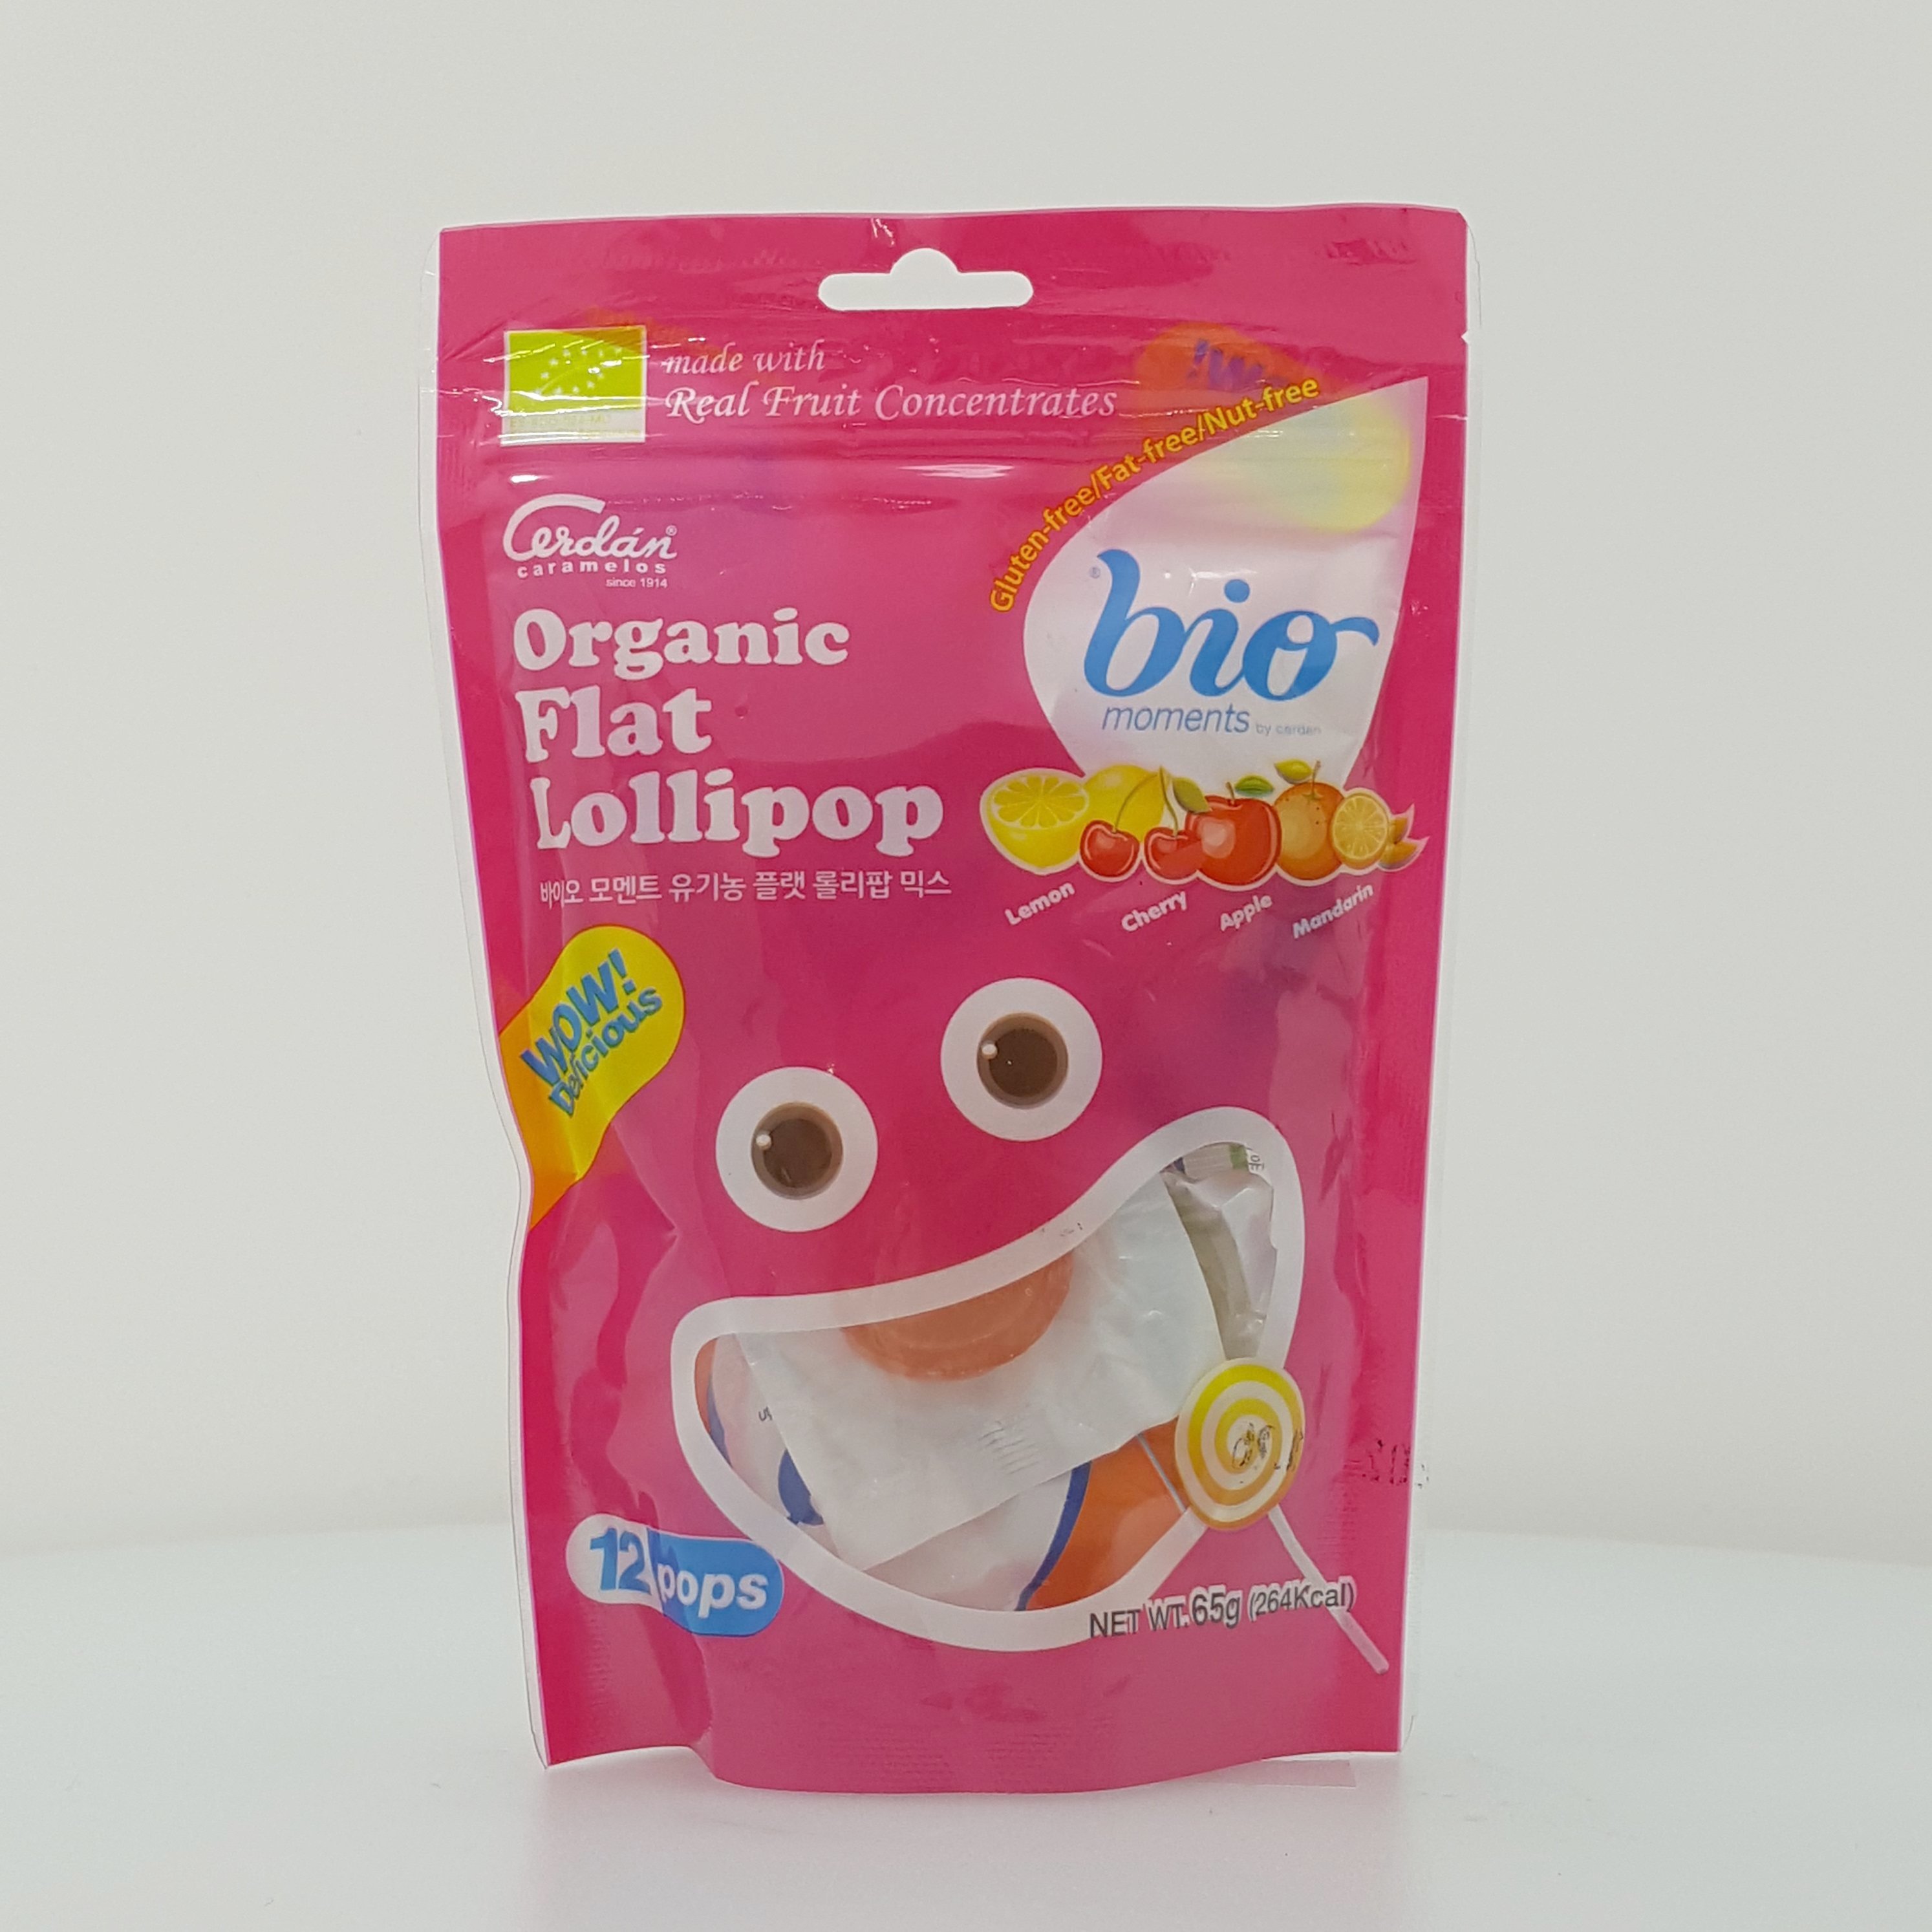 made with
Real Fruit Concentrates
Gluten-free/Fat-free/Nut-free
Cerdán®
caramelos
since 1914
® bio
moments by cerdán
Organic
Flat
Lollipop
바이오 모멘트 유기농 플랫 롤리팝 믹스
Lemon
Cherry
Apple
Mandarin
WOW!
Delicious
12 pops
NET WT. 65g (264Kcal)